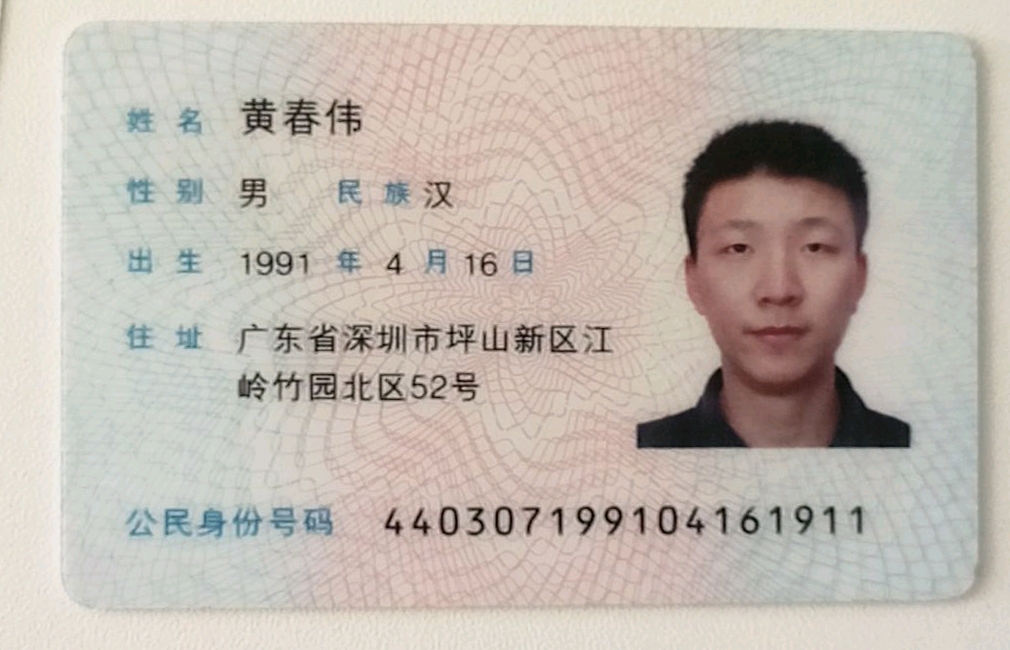 姓名 黄春伟
性别 男 民族 汉
出生 1991 年 4 月 16 日
住址 广东省深圳市坪山新区江
岭竹园北区52号
公民身份号码 440307199104161911